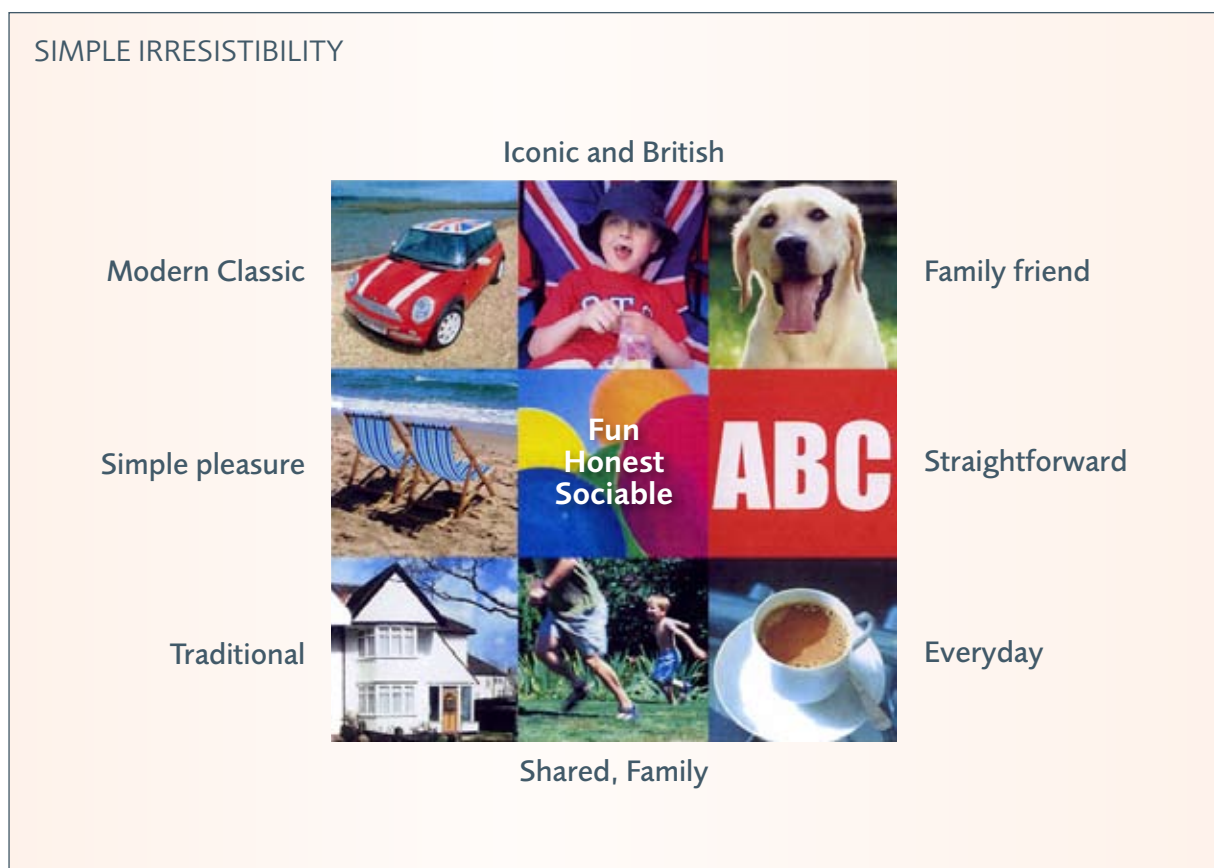 SIMPLE IRRESISTIBILITY
Iconic and British
Modern Classic
Family friend
Simple pleasure
Fun
Honest
Sociable
ABC
Straightforward
Traditional
Everyday
Shared, Family